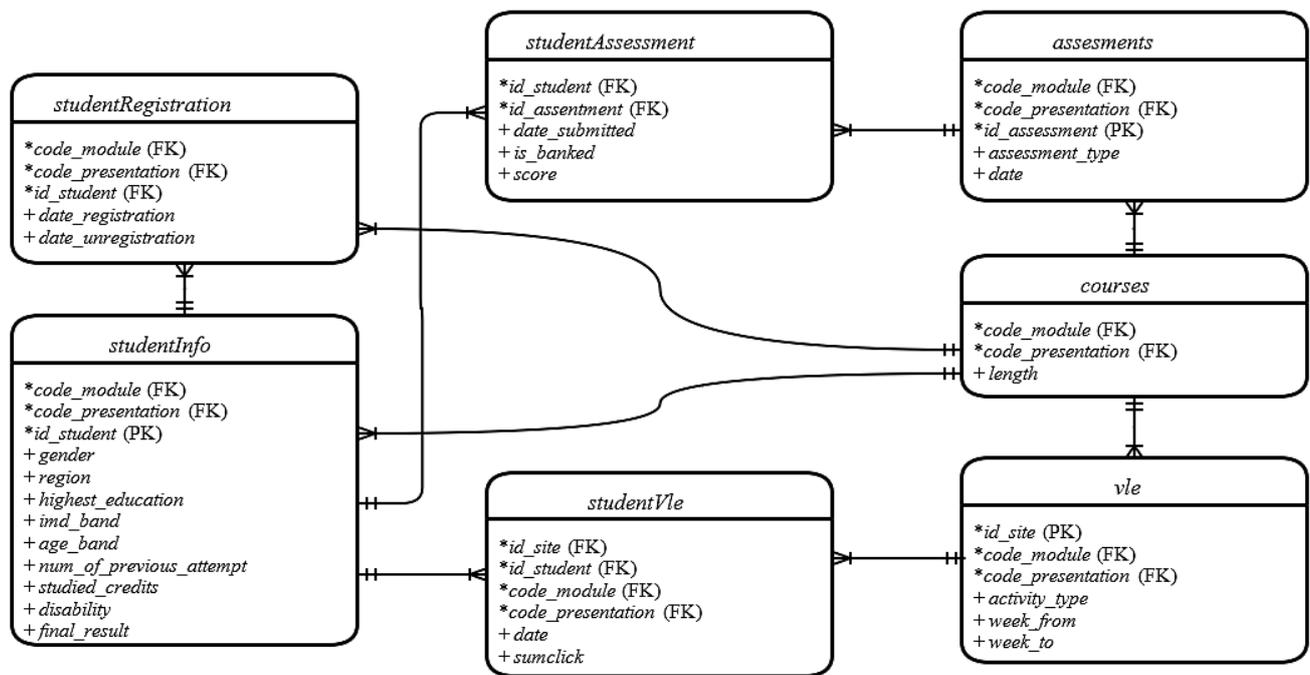 studentRegistration
*code_module (FK)
*code_presentation (FK)
*id_student (FK)
+date_registration
+date_unregistration
studentInfo
*code_module (FK)
*code_presentation (FK)
*id_student (PK)
+gender
+region
+highest_education
+imd_band
+age_band
+num_of_previous_attempt
+studied_credits
+disability
+final_result
studentAssessment
*id_student (FK)
*id_assentment (FK)
+date_submitted
+is_banked
+score
studentVle
*id_site (FK)
*id_student (FK)
*code_module (FK)
*code_presentation (FK)
+date
+sumclick
assesments
*code_module (FK)
*code_presentation (FK)
*id_assessment (PK)
+assessment_type
+date
courses
*code_module (FK)
*code_presentation (FK)
+length
vle
*id_site (PK)
*code_module (FK)
*code_presentation (FK)
+activity_type
+week_from
+week_to